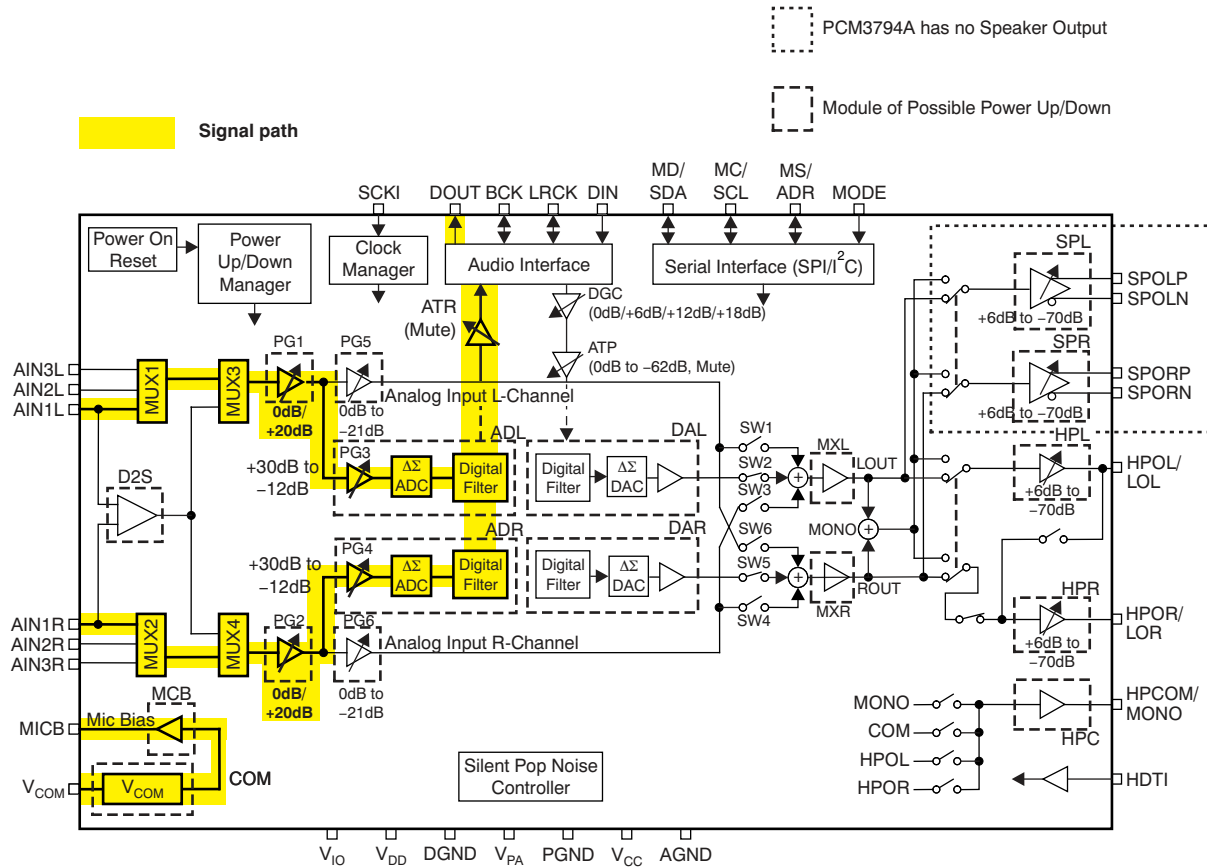 PCM3794A has no Speaker Output
Module of Possible Power Up/Down
Signal path
SCKI
DOUT
BCK
LRCK
DIN
MD/
SDA
MC/
SCL
MS/
ADR
MODE
Power On
Reset
Power
Up/Down
Manager
Clock
Manager
Audio Interface
Serial Interface (SPI/I²C)
SPL
SPOLP
SPOLN
+6dB to −70dB
SPR
SPORP
SPORN
+6dB to −70dB
ATR
(Mute)
DGC
(0dB/+6dB/+12dB/+18dB)
ATP
(0dB to −62dB, Mute)
AIN3L
AIN2L
AIN1L
MUX1
MUX3
PG1
0dB/
+20dB
PG5
0dB to
−21dB
Analog Input L-Channel
ADL
+30dB to
−12dB
PG3
ΔΣ
ADC
Digital
Filter
DAL
Digital
Filter
ΔΣ
DAC
SW1
SW2
SW3
MXL
LOUT
HPL
HPOL/
LOL
+6dB to
−70dB
D2S
MONO
ADR
+30dB to
−12dB
PG4
ΔΣ
ADC
Digital
Filter
DAR
Digital
Filter
ΔΣ
DAC
SW6
SW5
SW4
MXR
ROUT
HPR
HPOR/
LOR
+6dB to
−70dB
AIN1R
AIN2R
AIN3R
MUX2
MUX4
PG2
0dB/
+20dB
PG6
0dB to
−21dB
Analog Input R-Channel
MCB
MICB
Mic Bias
COM
VCOM
VCOM
Silent Pop Noise
Controller
MONO
COM
HPOL
HPOR
HPCOM/
MONO
HPC
HDTI
VIO
VDD
DGND
VPA
PGND
VCC
AGND